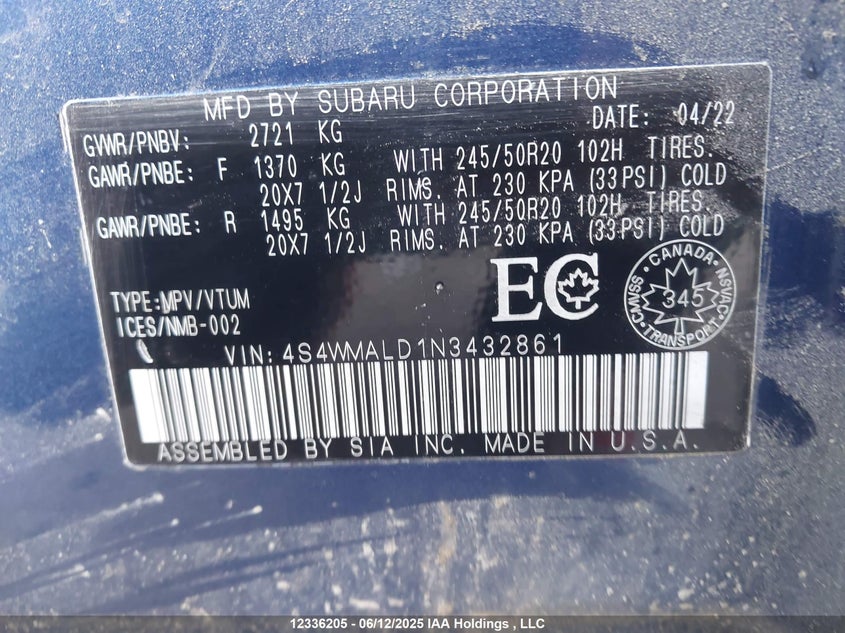 MFD BY SUBARU CORPORATION
GVWR/PNBV: 2721 KG DATE: 04/22
GAWR/PNBE: F 1370 KG WITH 245/50R20 102H TIRES.
20X7 1/2J RIMS. AT 230 KPA (33PSI) COLD
GAWR/PNBE: R 1495 KG WITH 245/50R20 102H TIRES.
20X7 1/2J RIMS. AT 230 KPA (33PSI) COLD
EC
CANADA
CMVSS NSVAC
345
TRANSPORT
TYPE:MPV/VTUM
ICES/NMB-002
VIN: 4S4WMALD1N3432861
ASSEMBLED BY SIA INC. MADE IN U.S.A.
12336205 - 06/12/2025 IAA Holdings , LLC